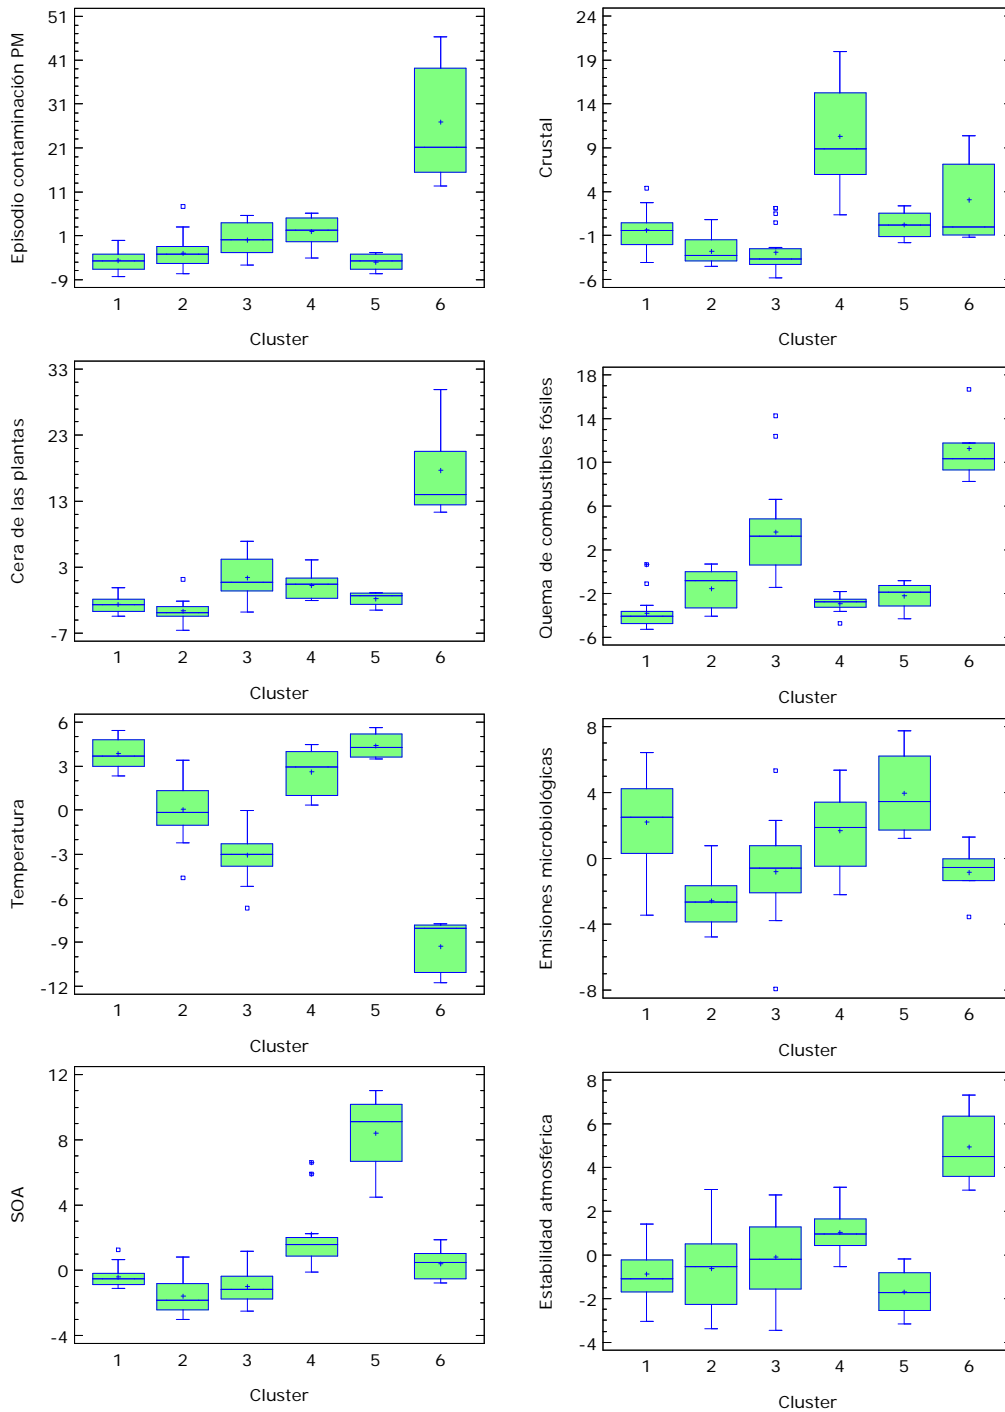 Episodio contaminación PM
51
41
31
21
11
1
-9
1 2 3 4 5 6
Cluster
Crustal
24
19
14
9
4
-1
-6
1 2 3 4 5 6
Cluster
Cera de las plantas
33
23
13
3
-7
1 2 3 4 5 6
Cluster
Quema de combustibles fósiles
18
14
10
6
2
-2
-6
1 2 3 4 5 6
Cluster
Temperatura
6
3
0
-3
-6
-9
-12
1 2 3 4 5 6
Cluster
Emisiones microbiológicas
8
4
0
-4
-8
1 2 3 4 5 6
Cluster
SOA
12
8
4
0
-4
1 2 3 4 5 6
Cluster
Estabilidad atmosférica
8
6
4
2
0
-2
-4
1 2 3 4 5 6
Cluster